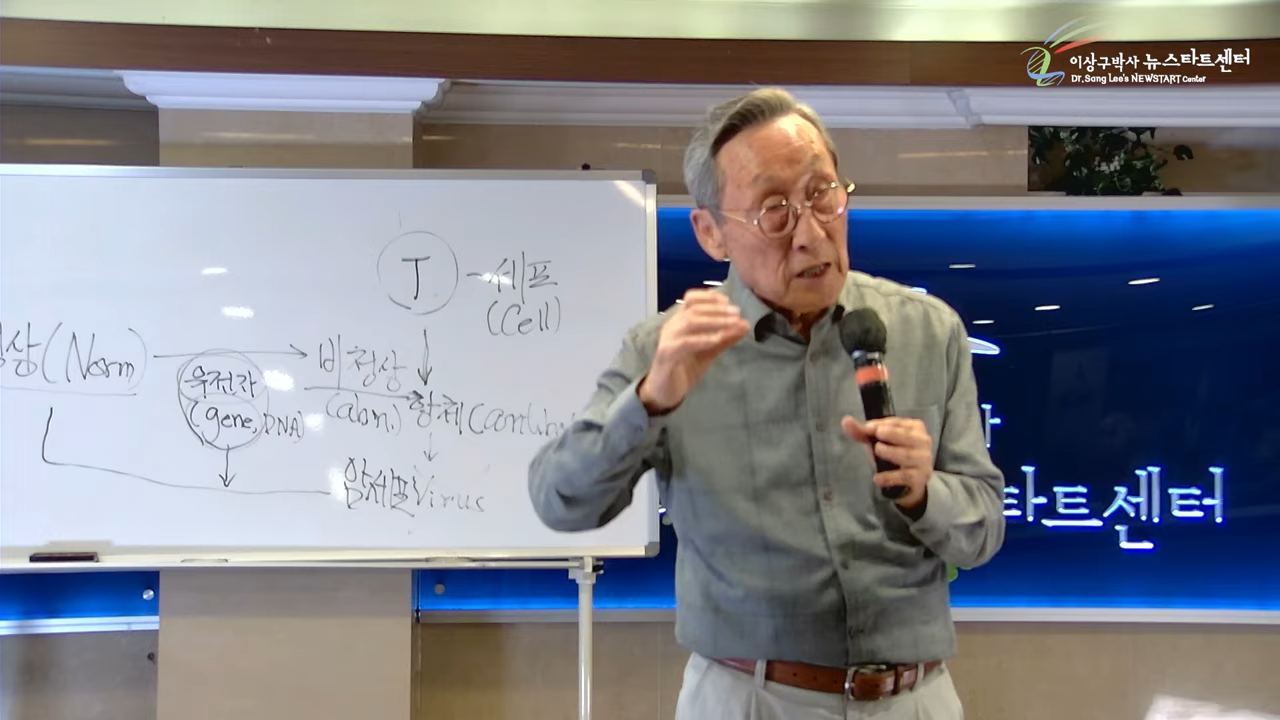 이상구박사 뉴스타트센터
Dr. Sang Lee's NEWSTART Center
T - 세포
(Cell)
상 (Norm)
비정상
(abn.)
유전자
(gene, DNA)
항체 (antib
암세포 Virus
타트센터